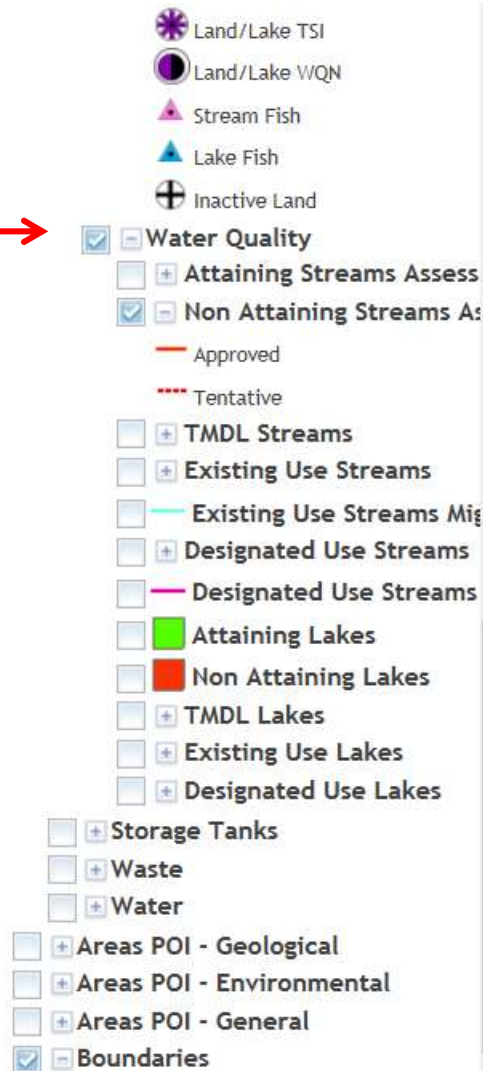 Land/Lake TSI
Land/Lake WQN
Stream Fish
Lake Fish
Inactive Land
Water Quality
Attaining Streams Assess
Non Attaining Streams As
Approved
Tentative
TMDL Streams
Existing Use Streams
Existing Use Streams Mig
Designated Use Streams
Designated Use Streams
Attaining Lakes
Non Attaining Lakes
TMDL Lakes
Existing Use Lakes
Designated Use Lakes
Storage Tanks
Waste
Water
Areas POI - Geological
Areas POI - Environmental
Areas POI - General
Boundaries